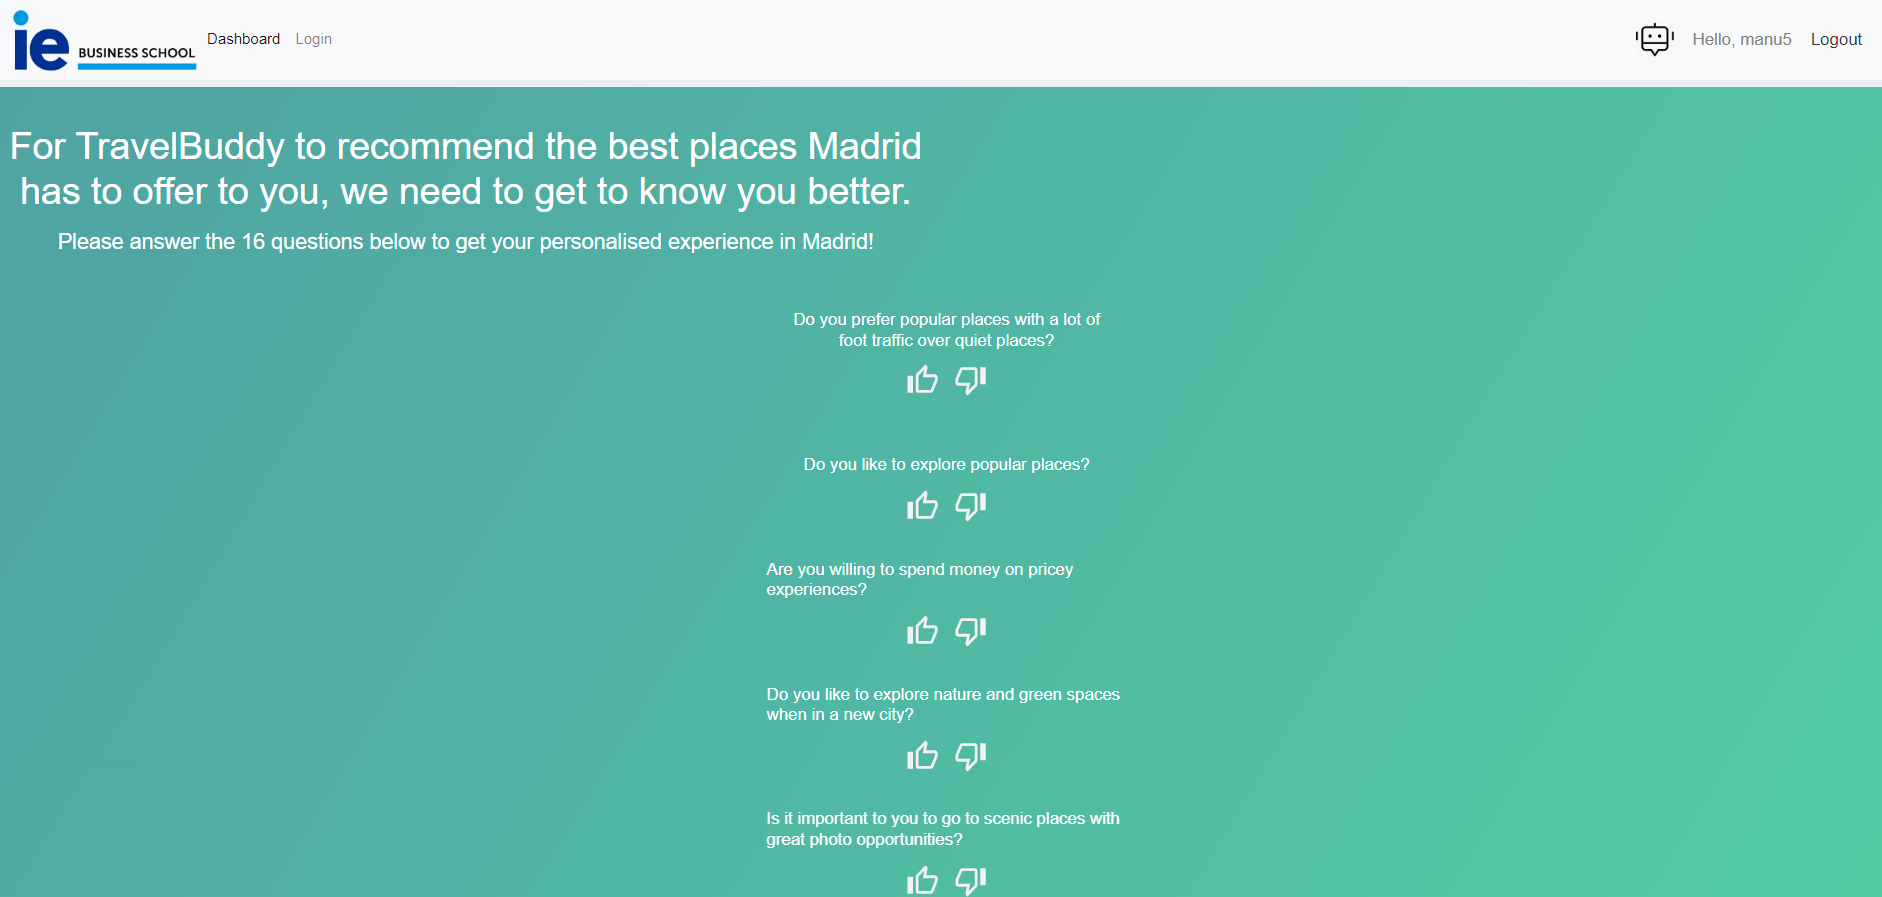 ie BUSINESS SCHOOL
Dashboard Login
Hello, manu5 Logout
For TravelBuddy to recommend the best places Madrid
has to offer to you, we need to get to know you better.
Please answer the 16 questions below to get your personalised experience in Madrid!
Do you prefer popular places with a lot of
foot traffic over quiet places?
Do you like to explore popular places?
Are you willing to spend money on pricey
experiences?
Do you like to explore nature and green spaces
when in a new city?
Is it important to you to go to scenic places with
great photo opportunities?